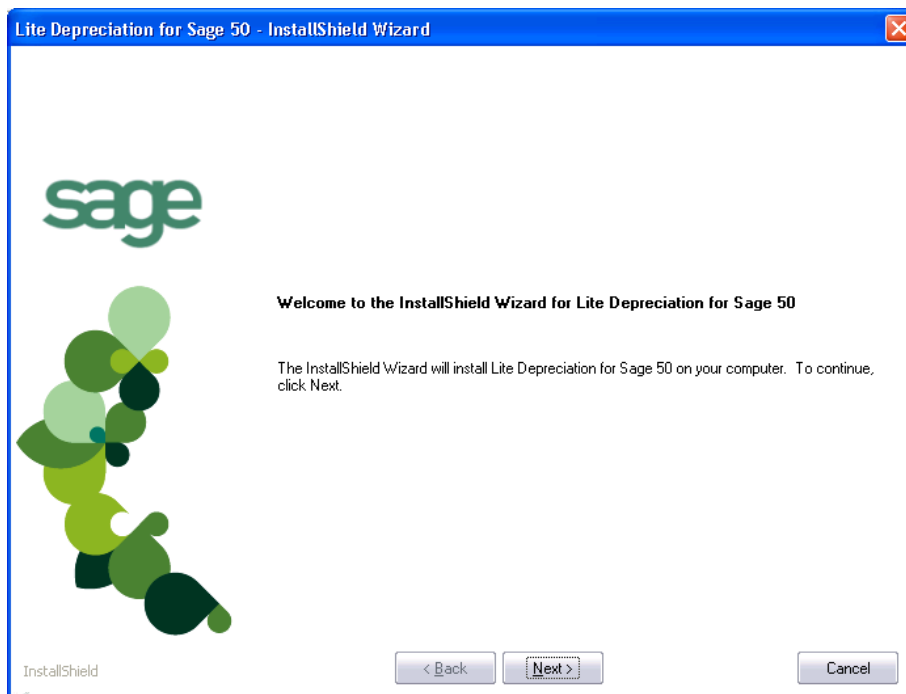 Lite Depreciation for Sage 50 - InstallShield Wizard
sage
Welcome to the InstallShield Wizard for Lite Depreciation for Sage 50
The InstallShield Wizard will install Lite Depreciation for Sage 50 on your computer.  To continue,
click Next.
InstallShield
< Back
Next >
Cancel